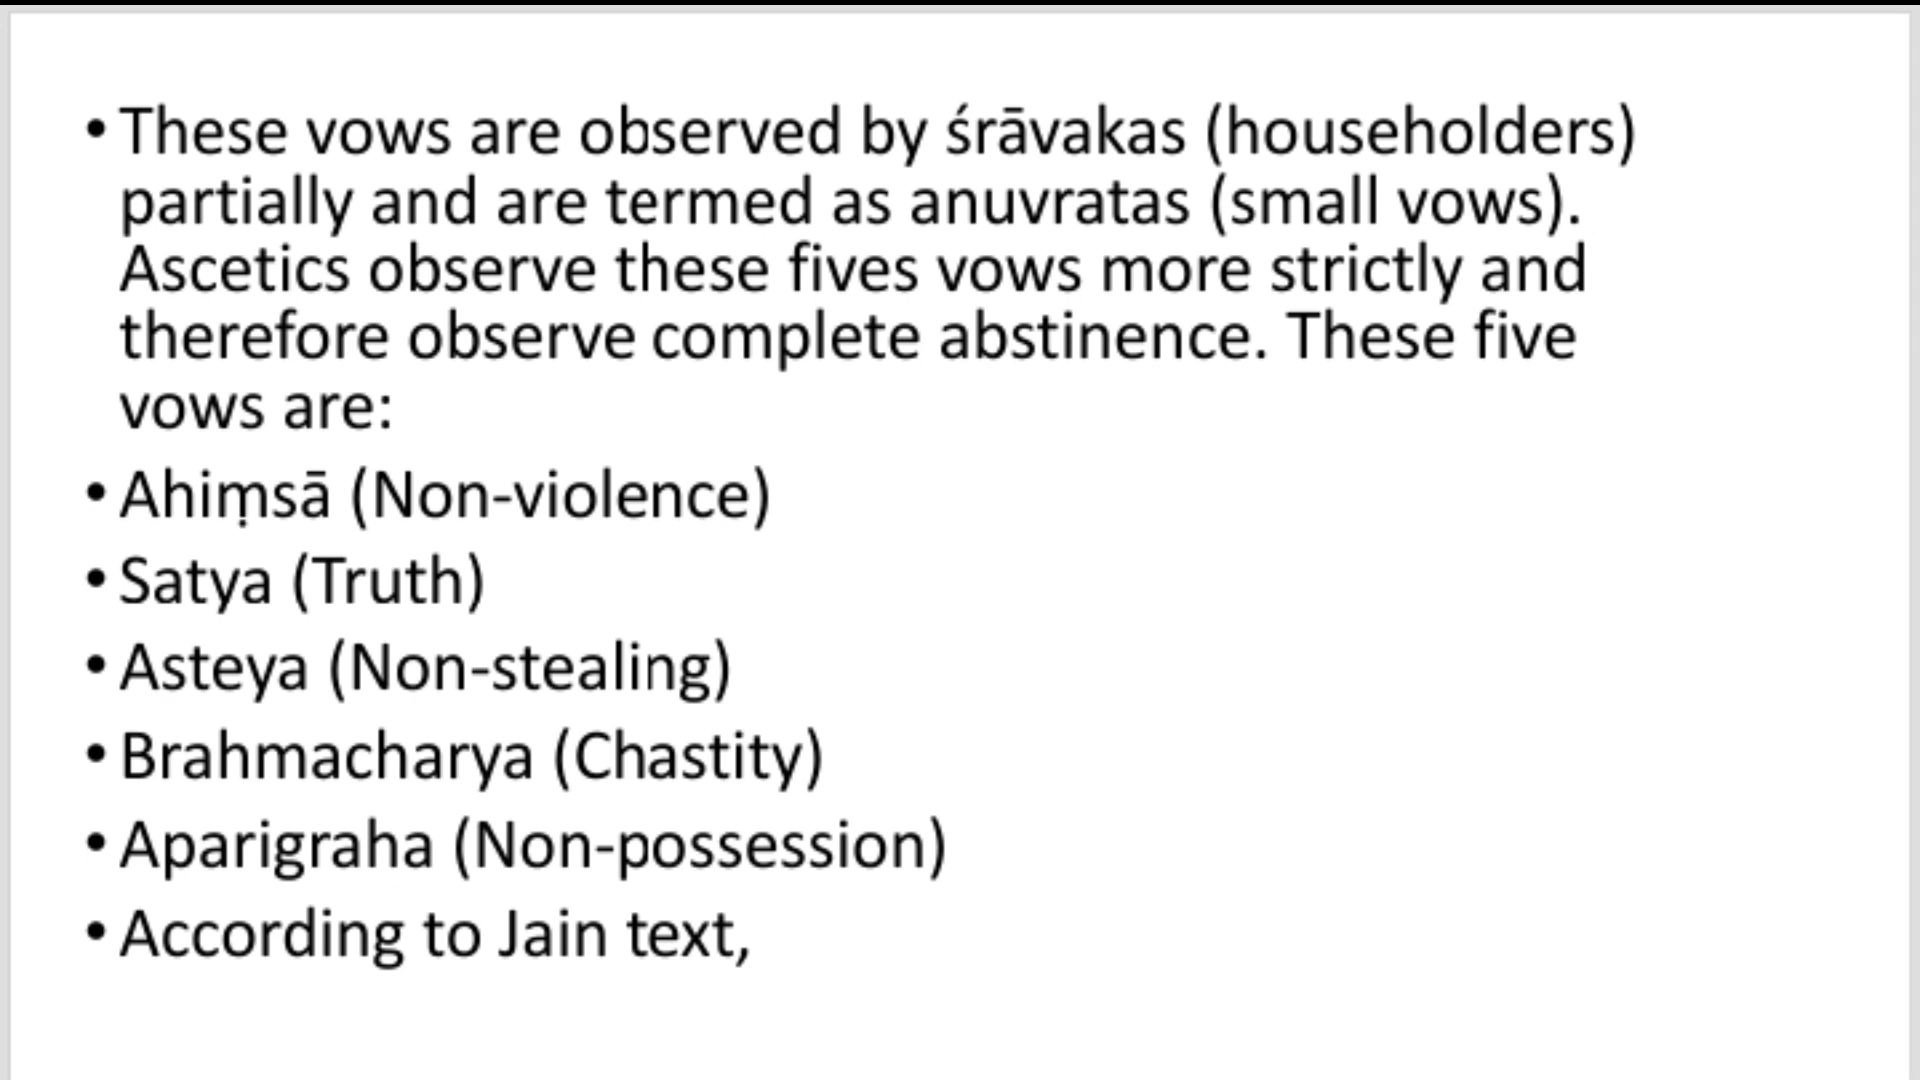 • These vows are observed by śrāvakas (householders)
partially and are termed as anuvratas (small vows).
Ascetics observe these fives vows more strictly and
therefore observe complete abstinence. These five
vows are:
• Ahiṃsā (Non-violence)
• Satya (Truth)
• Asteya (Non-stealing)
• Brahmacharya (Chastity)
• Aparigraha (Non-possession)
• According to Jain text,